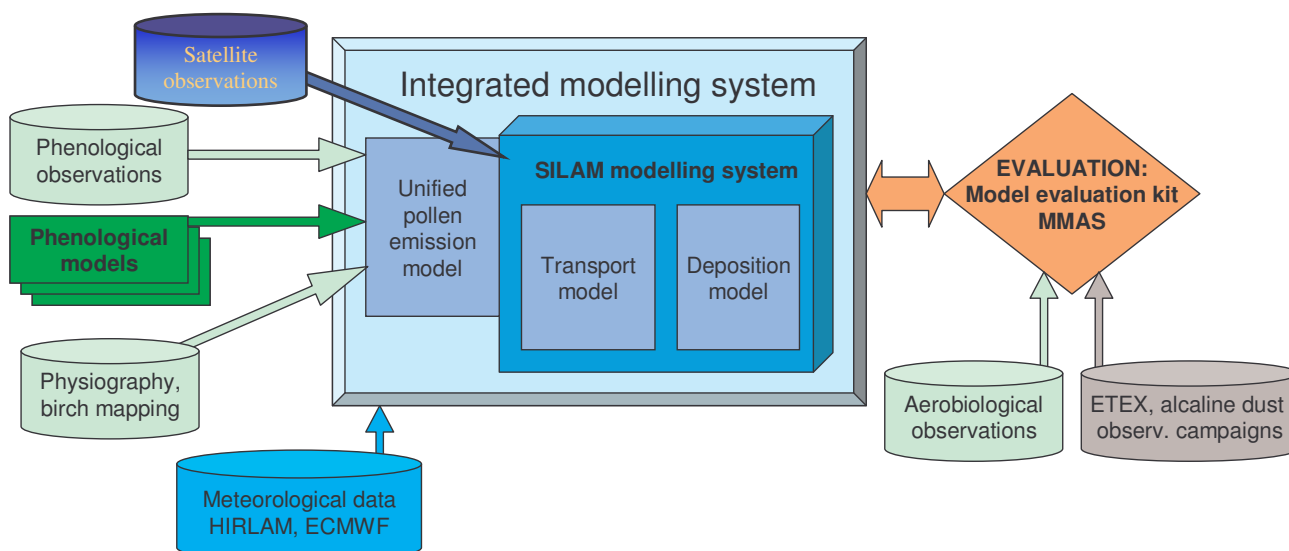 Satellite
observations
Integrated modelling system
Phenological
observations
Phenological
models
Physiography,
birch mapping
Unified
pollen
emission
model
SILAM modelling system
Transport
model
Deposition
model
EVALUATION:
Model evaluation kit
MMAS
Aerobiological
observations
ETEX, alcaline dust
observ. campaigns
Meteorological data
HIRLAM, ECMWF